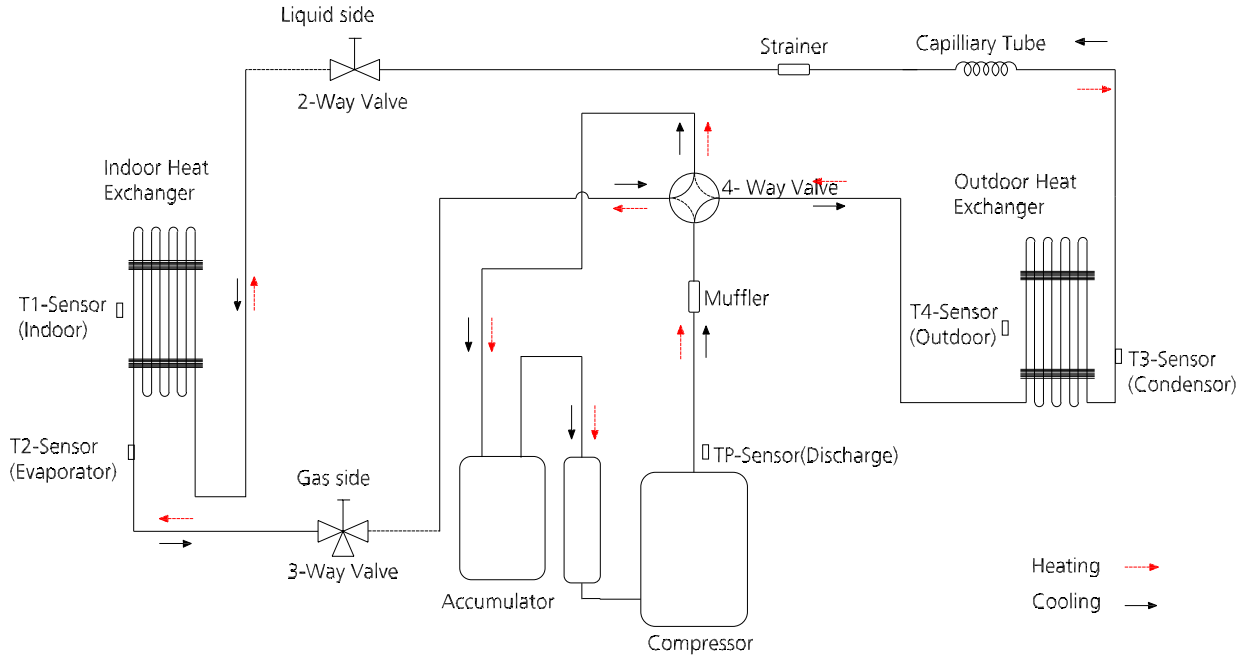 Liquid side
Strainer
Capilliary Tube
2-Way Valve
Indoor Heat
Exchanger
4- Way Valve
Outdoor Heat
Exchanger
T1-Sensor
(Indoor)
Muffler
T4-Sensor
(Outdoor)
T3-Sensor
(Condensor)
T2-Sensor
(Evaporator)
TP-Sensor(Discharge)
Gas side
3-Way Valve
Accumulator
Compressor
Heating
Cooling